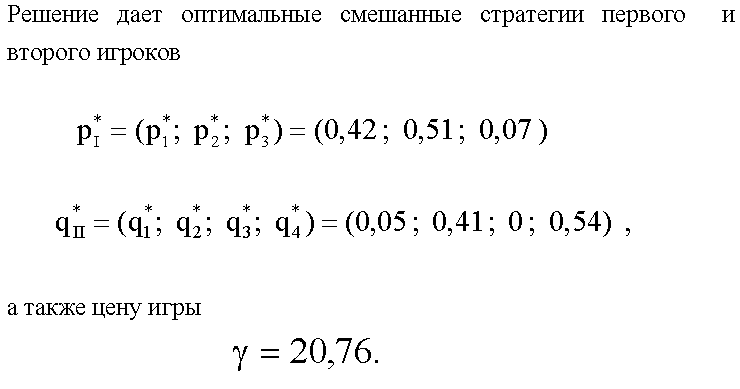 Решение дает оптимальные смешанные стратегии первого и
второго игроков
p*I = (p*1; p*2; p*3) = (0,42; 0,51; 0,07)
q*II = (q*1; q*2; q*3; q*4) = (0,05; 0,41; 0; 0,54) ,
а также цену игры
γ = 20,76.